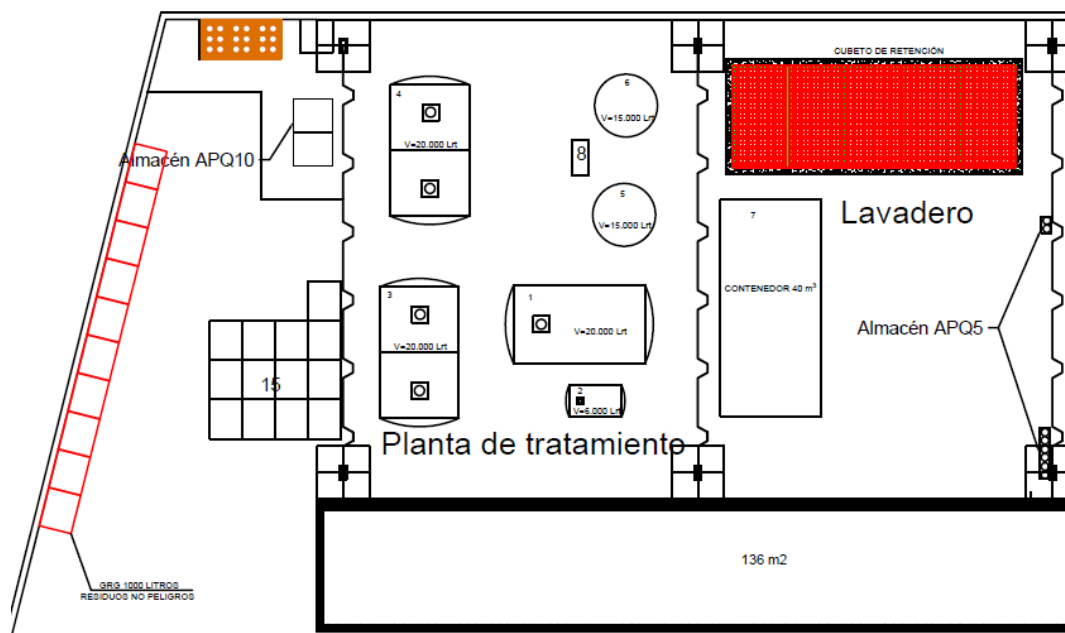 CUBETO DE RETENCIÓN
4
V=20.000 Lrt
6
V=15.000 Lrt
8
Almacén APQ10
5
V=15.000 Lrt
Lavadero
7
CONTENEDOR 40 m³
3
V=20.000 Lrt
1
V=20.000 Lrt
Almacén APQ5
15
2
V=6.000 Lrt
Planta de tratamiento
136 m2
GRG 1000 LITROS
RESIDUOS NO PELIGROS